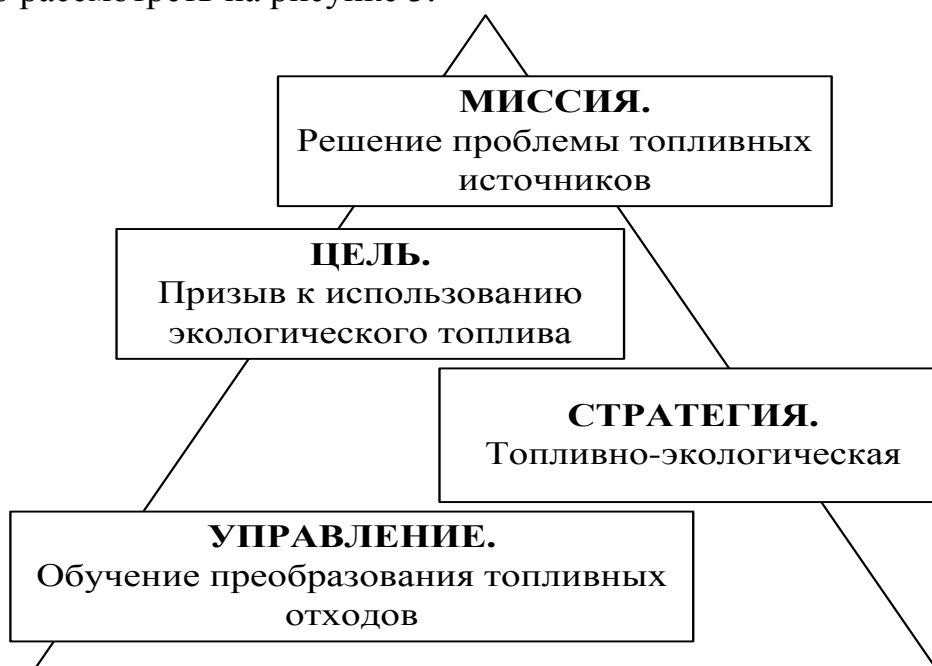 рассмотреть на рисунке 3.
МИССИЯ.
Решение проблемы топливных
источников
ЦЕЛЬ.
Призыв к использованию
экологического топлива
СТРАТЕГИЯ.
Топливно-экологическая
УПРАВЛЕНИЕ.
Обучение преобразования топливных
отходов